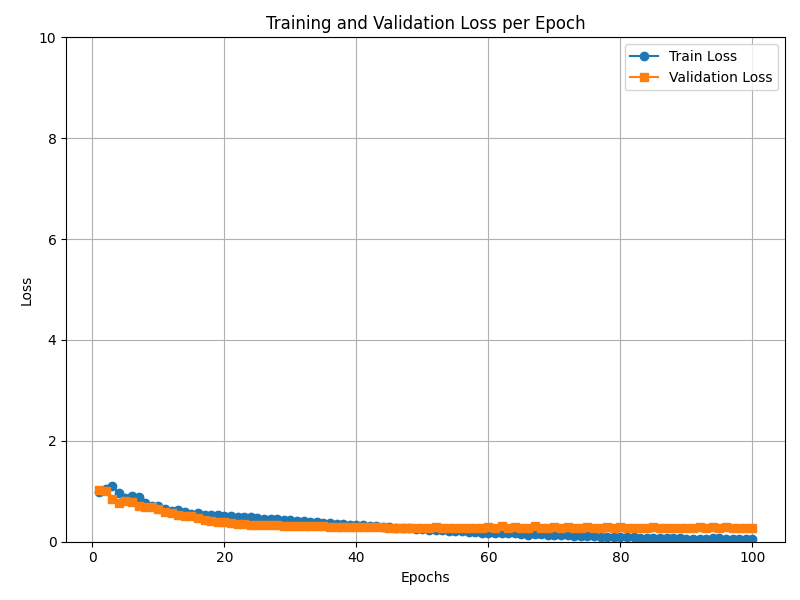 Training and Validation Loss per Epoch
Train Loss
Validation Loss
Loss
10
8
6
4
2
0
0 20 40 60 80 100
Epochs